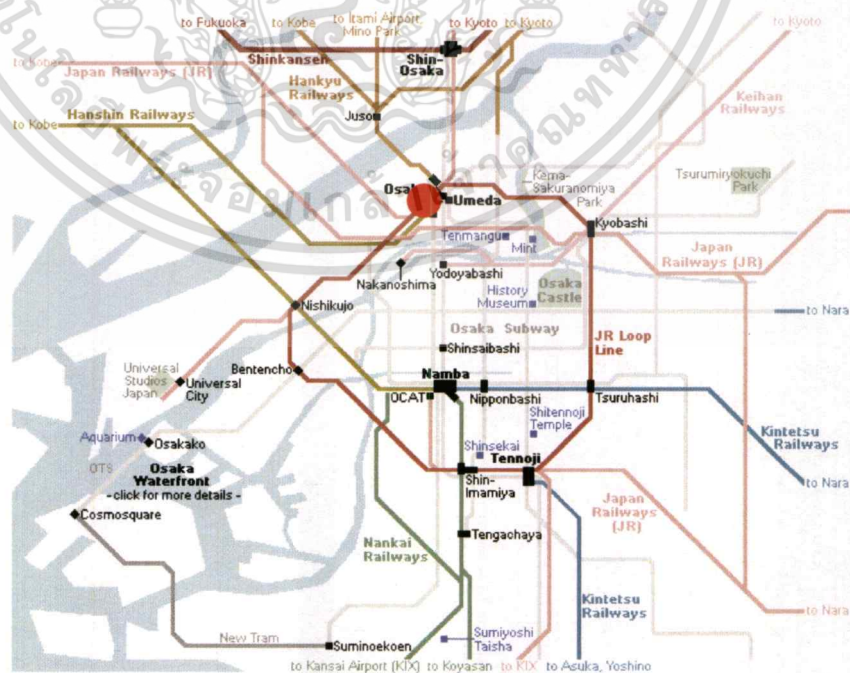 to Fukuoka
to Kobe
to Itami Airport,
Mino Park
to Kyoto
to Kyoto
to Kyoto
Shinkansen
Shin-
Osaka
to Kobe
Japan Railways (JR)
Hankyu
Railways
Keihan
Railways
Hanshin Railways
to Kobe
Juso
Kema-
Sakuranomiya
Park
Tsurumiryokuchi
Park
Umeda
Kyobashi
Tenmangu
Mint
Japan
Railways (JR)
Nakanoshima
Yodoyabashi
History
Museum
Osaka
Castle
Nishikujo
to Nara
Osaka Subway
JR Loop
Line
Shinsaibashi
Universal
Studios
Japan
Universal
City
Bentencho
Namba
OCAT
Nipponbashi
Tsuruhashi
Shitennoji
Temple
Kintetsu
Railways
Aquarium
Osakako
Shinsekai
Tennoji
OTS
Osaka
Waterfront
- click for more details -
Shin-
Imamiya
to Nara
Cosmosquare
Japan
Railways
(JR)
Nankai
Railways
Tengachaya
Kintetsu
Railways
to Nara
New Tram
Suminoekoen
Sumiyoshi
Taisha
to Kansai Airport (KIX)
to Koyasan
to KIX
to Asuka, Yoshino